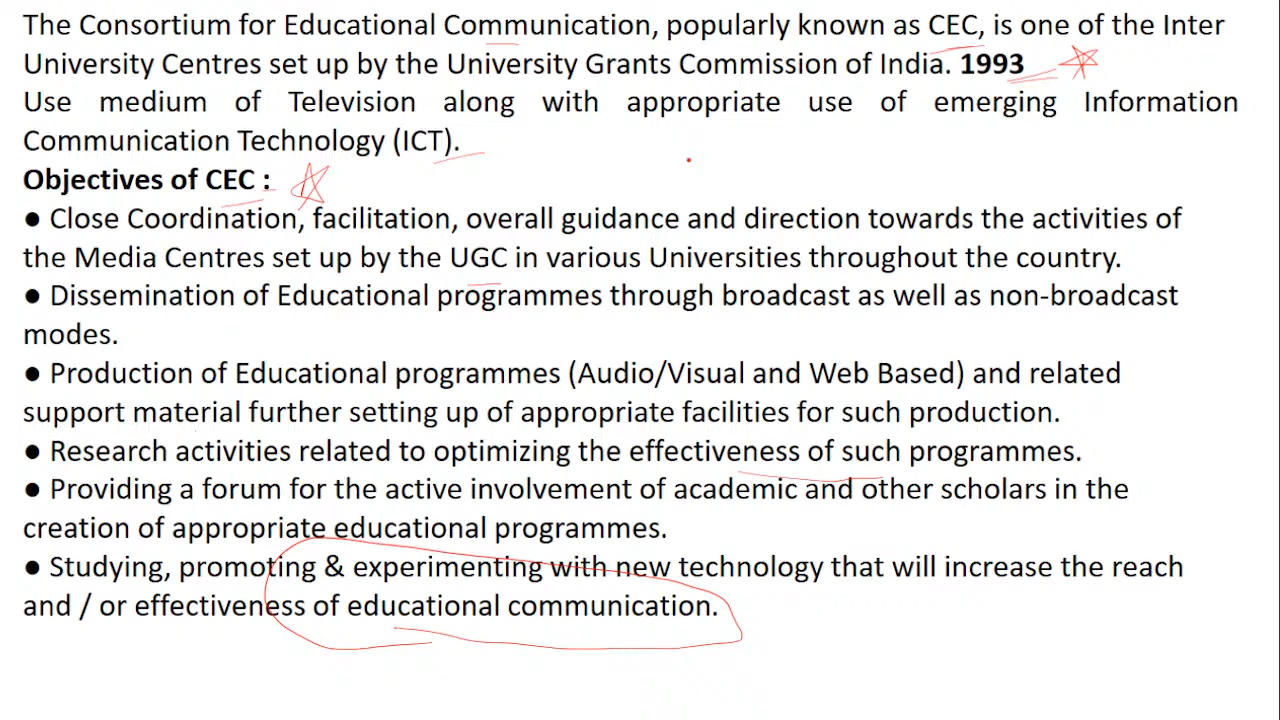 The Consortium for Educational Communication, popularly known as CEC, is one of the Inter
University Centres set up by the University Grants Commission of India. 1993
Use medium of Television along with appropriate use of emerging Information
Communication Technology (ICT).
Objectives of CEC :
● Close Coordination, facilitation, overall guidance and direction towards the activities of
the Media Centres set up by the UGC in various Universities throughout the country.
● Dissemination of Educational programmes through broadcast as well as non-broadcast
modes.
● Production of Educational programmes (Audio/Visual and Web Based) and related
support material further setting up of appropriate facilities for such production.
● Research activities related to optimizing the effectiveness of such programmes.
● Providing a forum for the active involvement of academic and other scholars in the
creation of appropriate educational programmes.
● Studying, promoting & experimenting with new technology that will increase the reach
and / or effectiveness of educational communication.